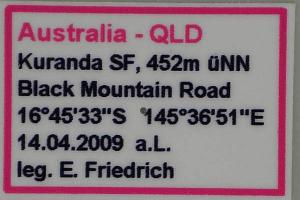 Australia - QLD
Kuranda SF, 452m üNN
Black Mountain Road
16°45'33"S 145°36'51"E
14.04.2009 a.L.
leg. E. Friedrich